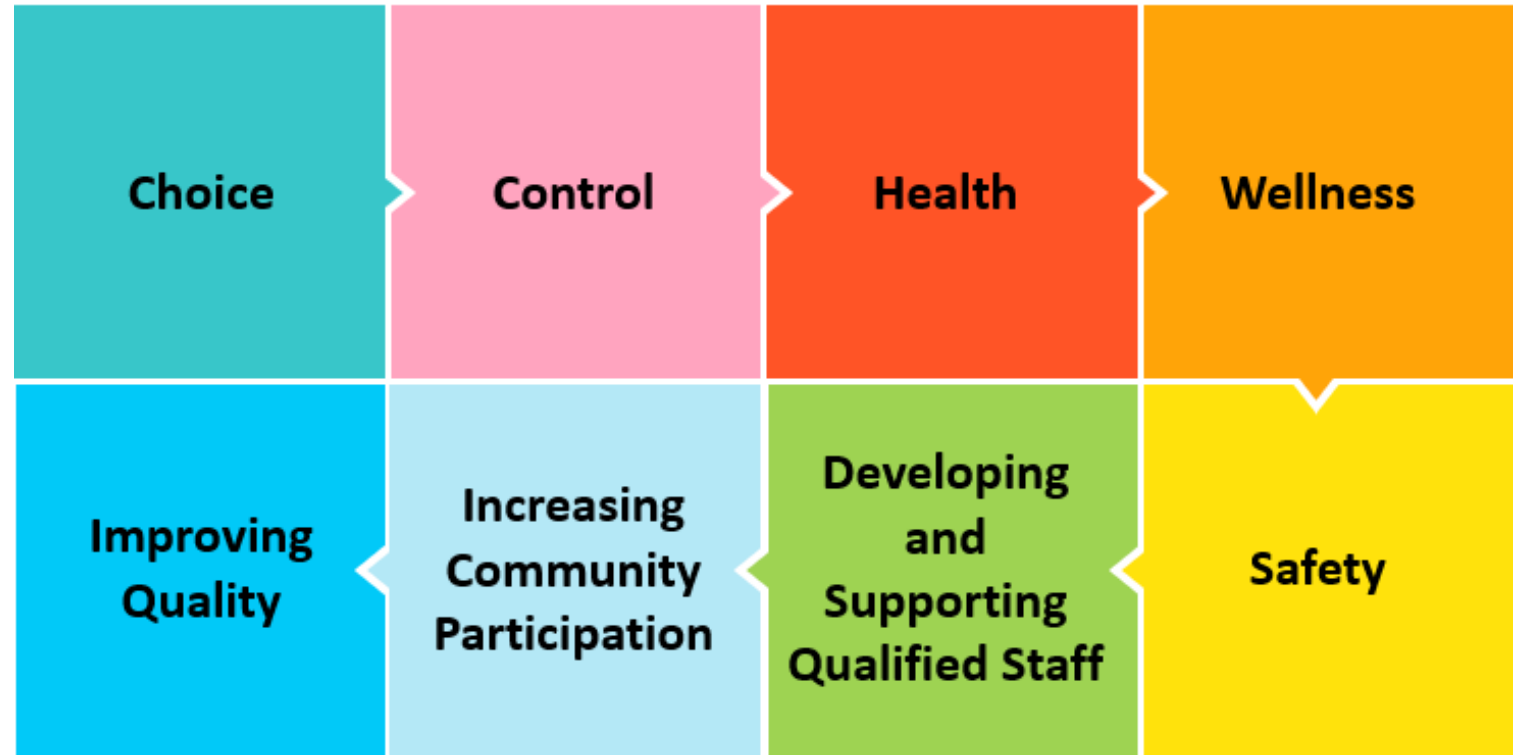 Choice
Control
Health
Wellness
Safety
Developing
and
Supporting
Qualified Staff
Increasing
Community
Participation
Improving
Quality